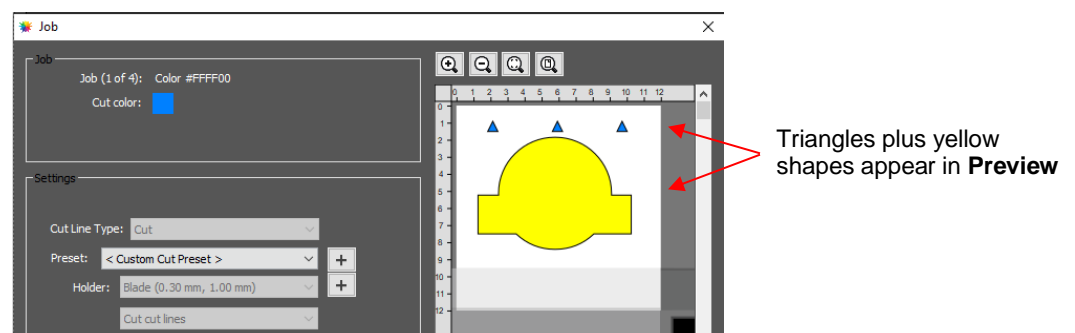 Job
Job
Job (1 of 4): Color #FFFF00
Cut color:
Settings
Cut Line Type: Cut
Preset: < Custom Cut Preset >
+
Holder: Blade (0.30 mm, 1.00 mm)
+
Cut cut lines
0 1 2 3 4 5 6 7 8 9 10 11 12
0
1
2
3
4
5
6
7
8
9
10
11
12
Triangles plus yellow
shapes appear in Preview